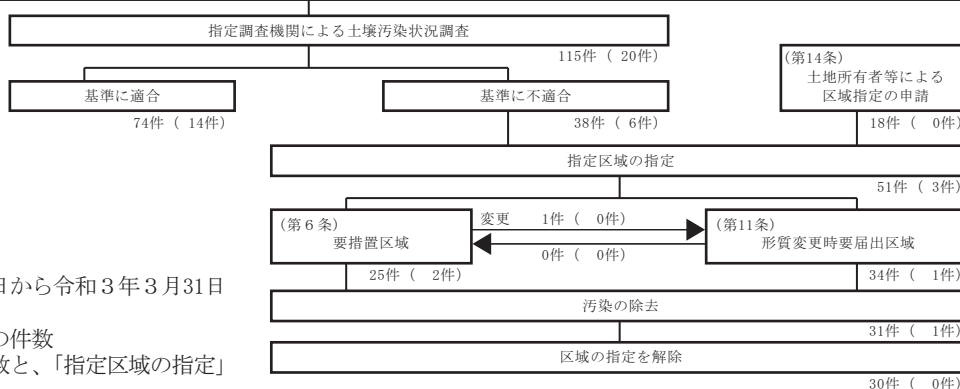 指定調査機関による土壌汚染状況調査
115件（ 20件）
(第14条)
土地所有者等による
区域指定の申請
基準に適合
基準に不適合
74件（ 14件）
38件（ 6件）
18件（ 0件）
指定区域の指定
51件（ 3件）
(第６条)
要措置区域
変更 1件（ 0件）
0件（ 0件）
(第11条)
形質変更時要届出区域
25件（ 2件）
34件（ 1件）
日から令和３年３月31日
汚染の除去
31件（ 1件）
の件数
数と、「指定区域の指定」
区域の指定を解除
30件（ 0件）